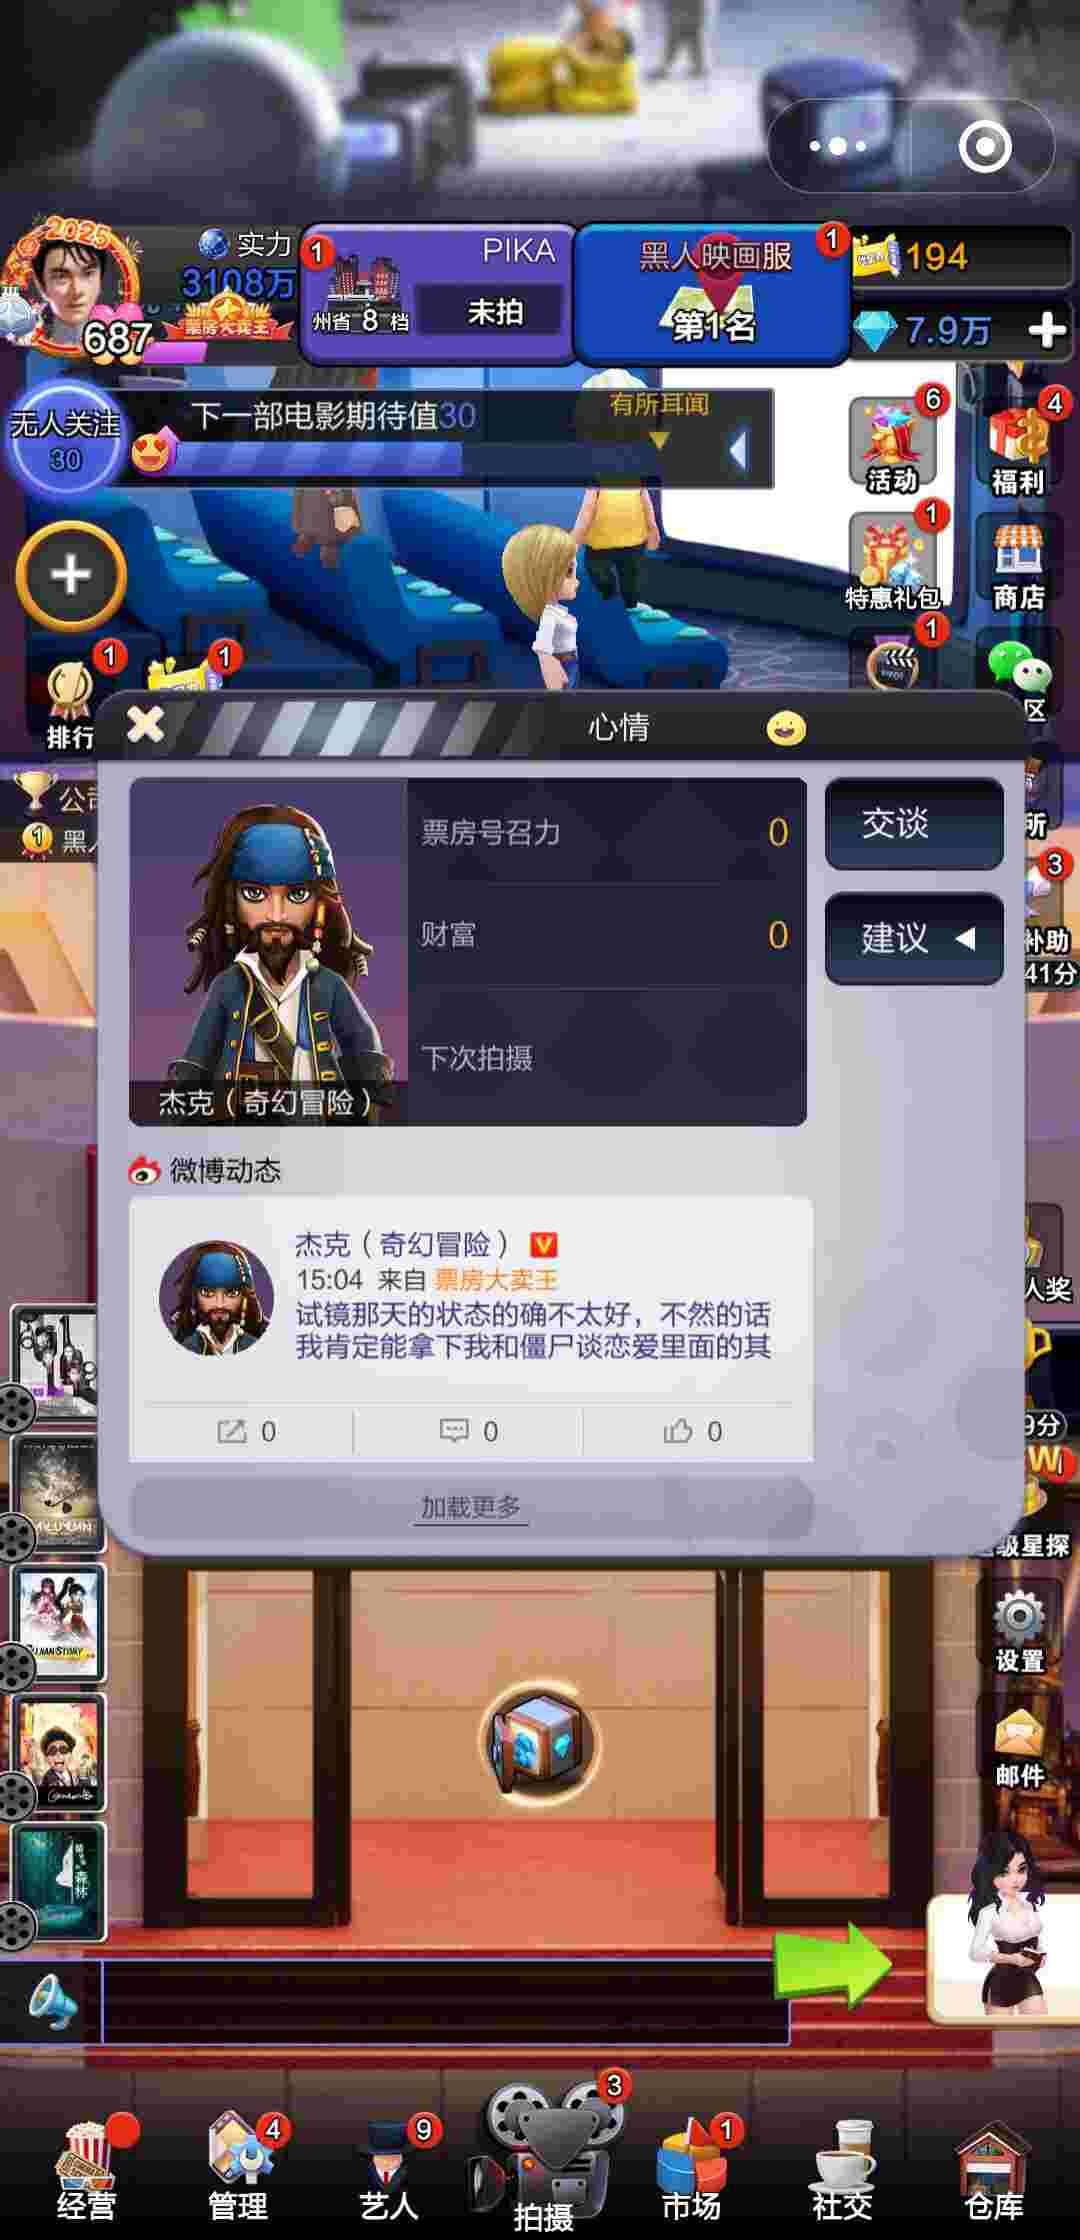 2025
实力
3108万
687
票房大卖王
1
PIKA
州省 8 档
未拍
黑人映画服
第1名
1
194
7.9万
无人关注
30
下一部电影期待值30
有所耳闻
6
活动
4
福利
1
特惠礼包
商店
1
1
1
排行
区
公司
1
黑人
所
3
补助
41分
心情
票房号召力
0
财富
0
下次拍摄
杰克（奇幻冒险）
交谈
建议
微博动态
杰克（奇幻冒险）
15:04 来自 票房大卖王
试镜那天的状态的确不太好，不然的话
我肯定能拿下我和僵尸谈恋爱里面的其
0
0
0
加载更多
人奖
9分
级星探
设置
邮件
森林
经营
4
管理
9
艺人
3
拍摄
1
市场
社交
仓库